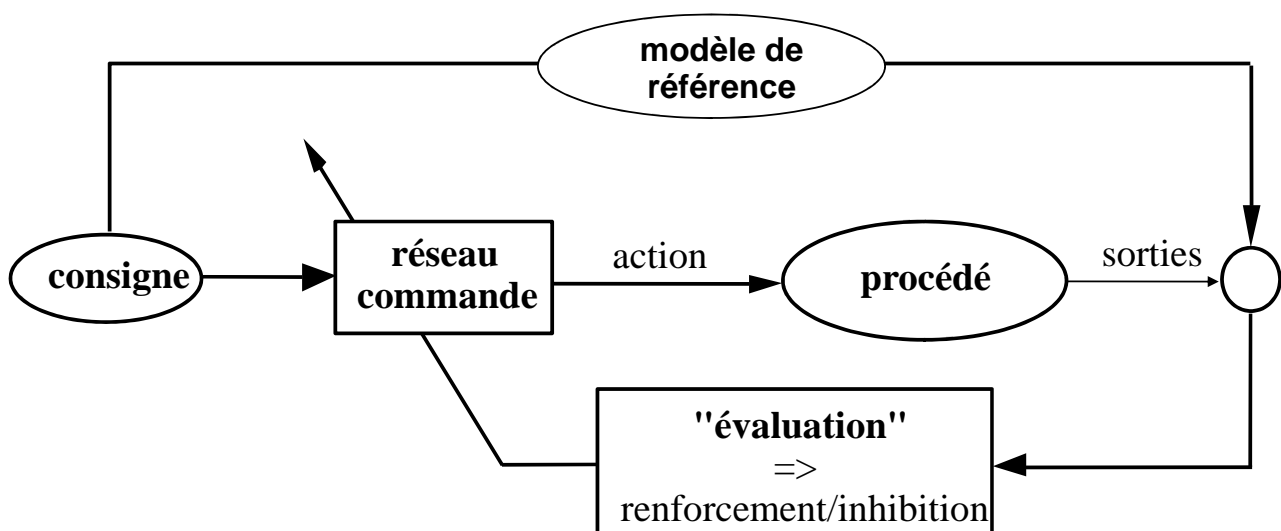 modèle de
référence
consigne
réseau
commande
action
procédé
sorties
"évaluation"
=>
renforcement/inhibition